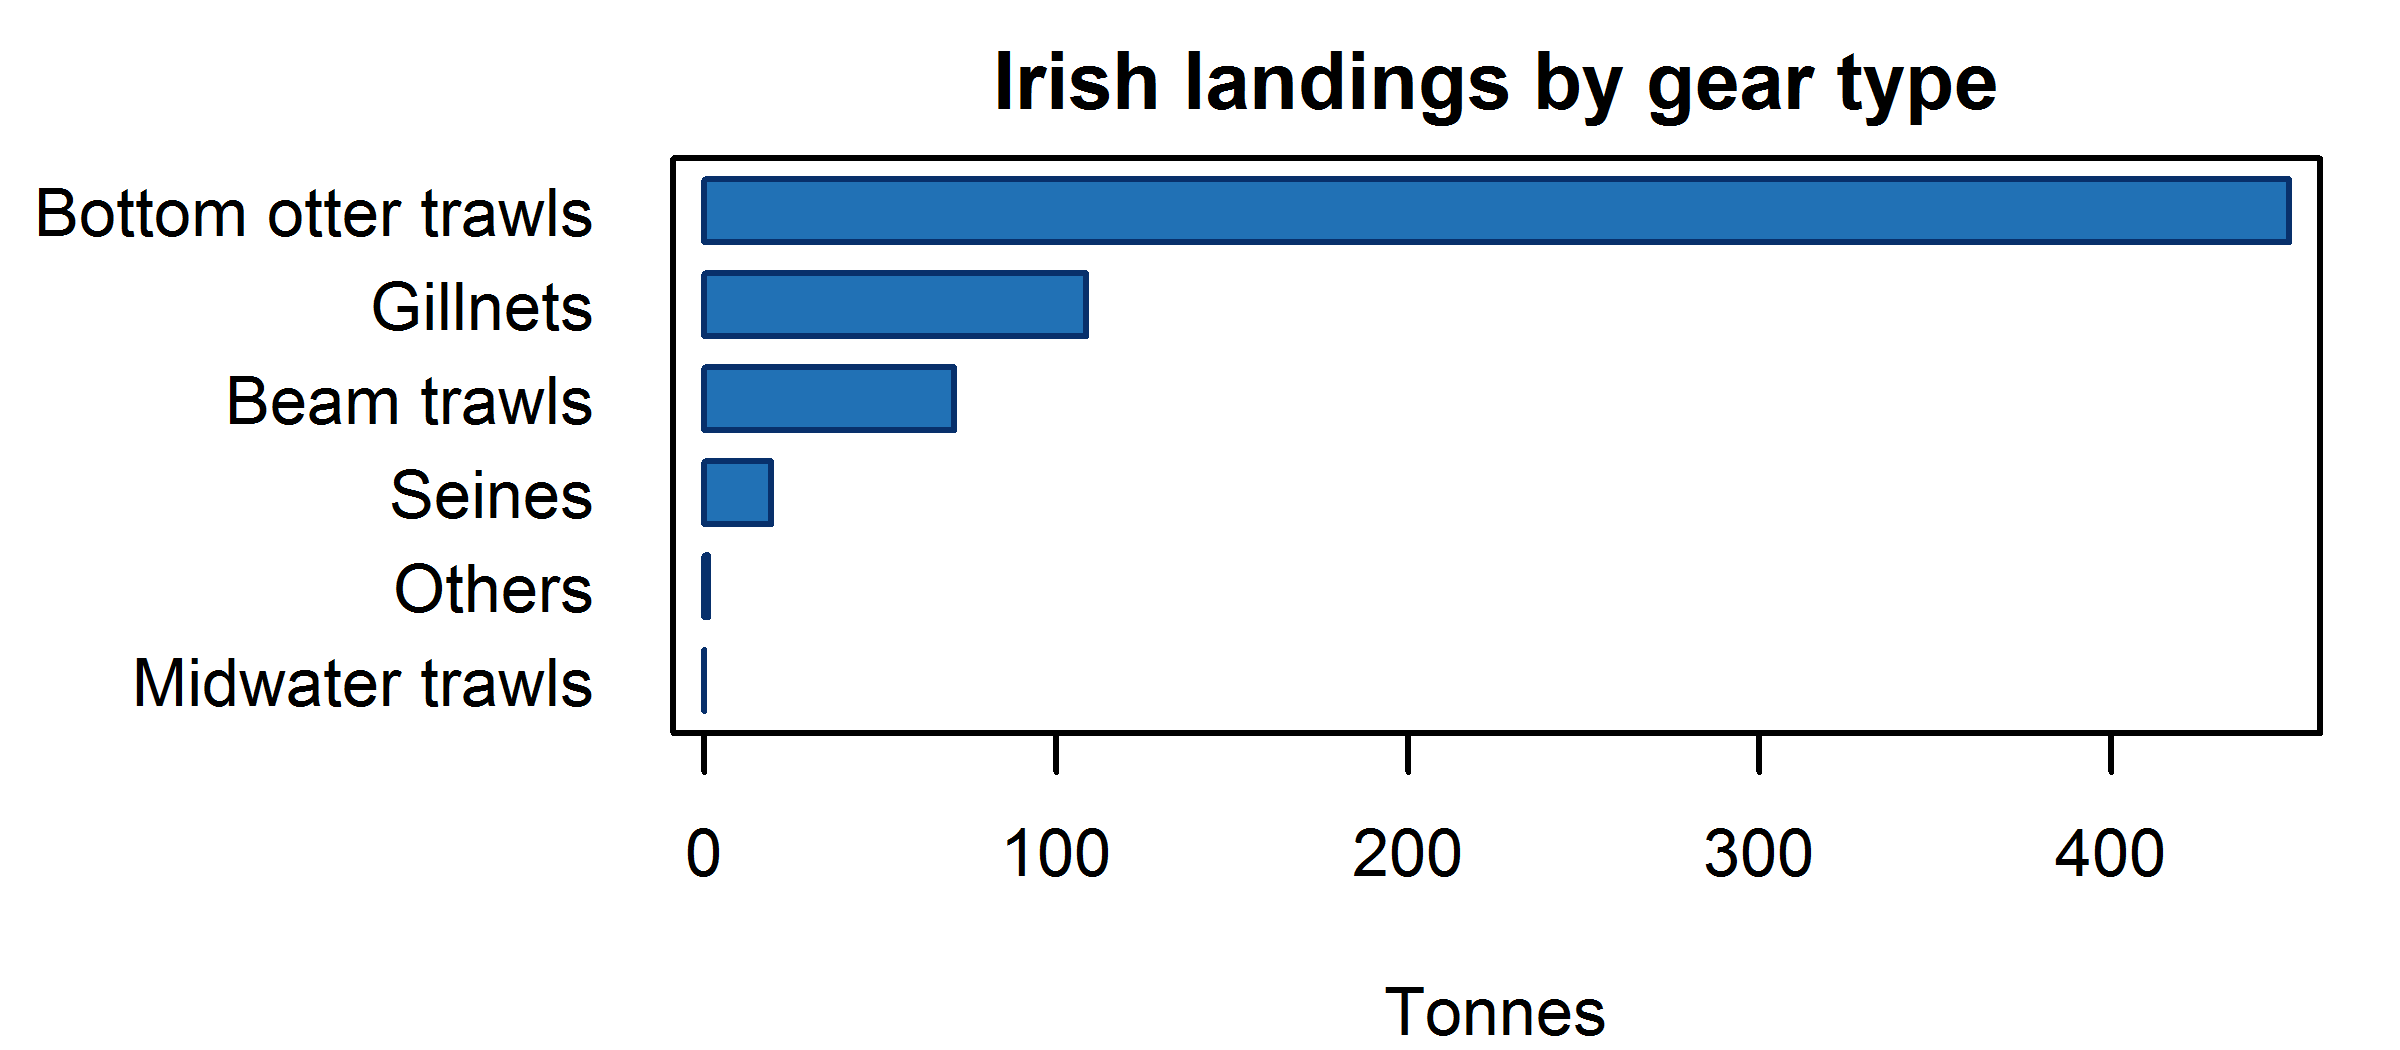 Irish landings by gear type
Bottom otter trawls
Gillnets
Beam trawls
Seines
Others
Midwater trawls
0 100 200 300 400
Tonnes